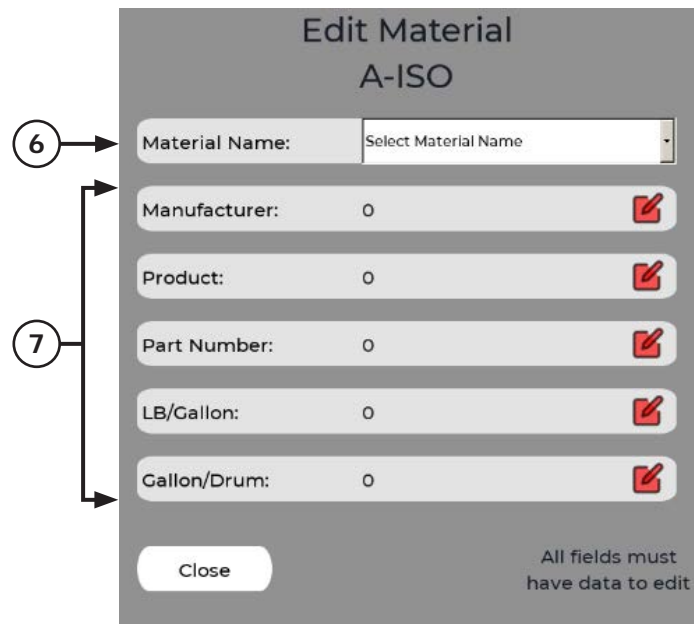 Edit Material
A-ISO
6
Material Name: Select Material Name
Manufacturer: 0
Product: 0
7
Part Number: 0
LB/Gallon: 0
Gallon/Drum: 0
Close
All fields must
have data to edit